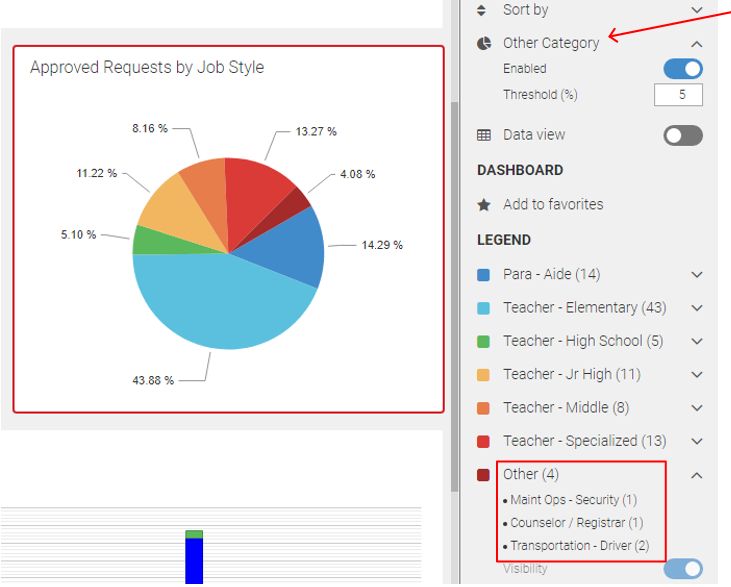 Approved Requests by Job Style
8.16 %
13.27 %
11.22 %
4.08 %
5.10 %
14.29 %
43.88 %
Sort by
Other Category
Enabled
Threshold (%)
5
Data view
DASHBOARD
Add to favorites
LEGEND
Para - Aide (14)
Teacher - Elementary (43)
Teacher - High School (5)
Teacher - Jr High (11)
Teacher - Middle (8)
Teacher - Specialized (13)
Other (4)
• Maint Ops - Security (1)
• Counselor / Registrar (1)
• Transportation - Driver (2)
Visibility